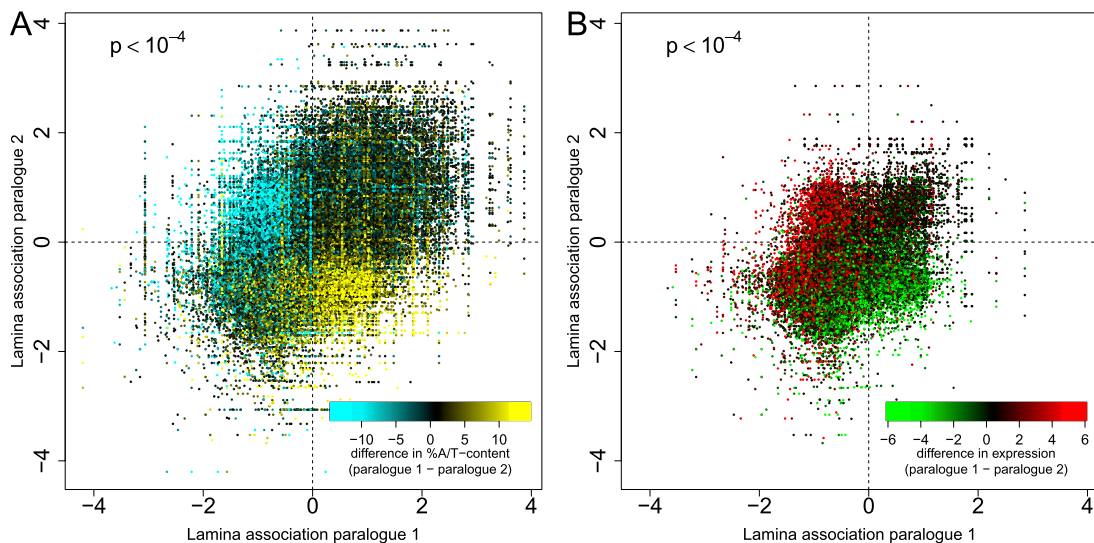 A
p < 10⁻⁴
4
2
0
−2
−4
Lamina association paralogue 2
−10 −5 0 5 10
difference in %A/T−content
(paralogue 1 − paralogue 2)
−4 −2 0 2 4
Lamina association paralogue 1
B
p < 10⁻⁴
4
2
0
−2
−4
Lamina association paralogue 2
−6 −4 −2 0 2 4 6
difference in expression
(paralogue 1 − paralogue 2)
−4 −2 0 2 4
Lamina association paralogue 1